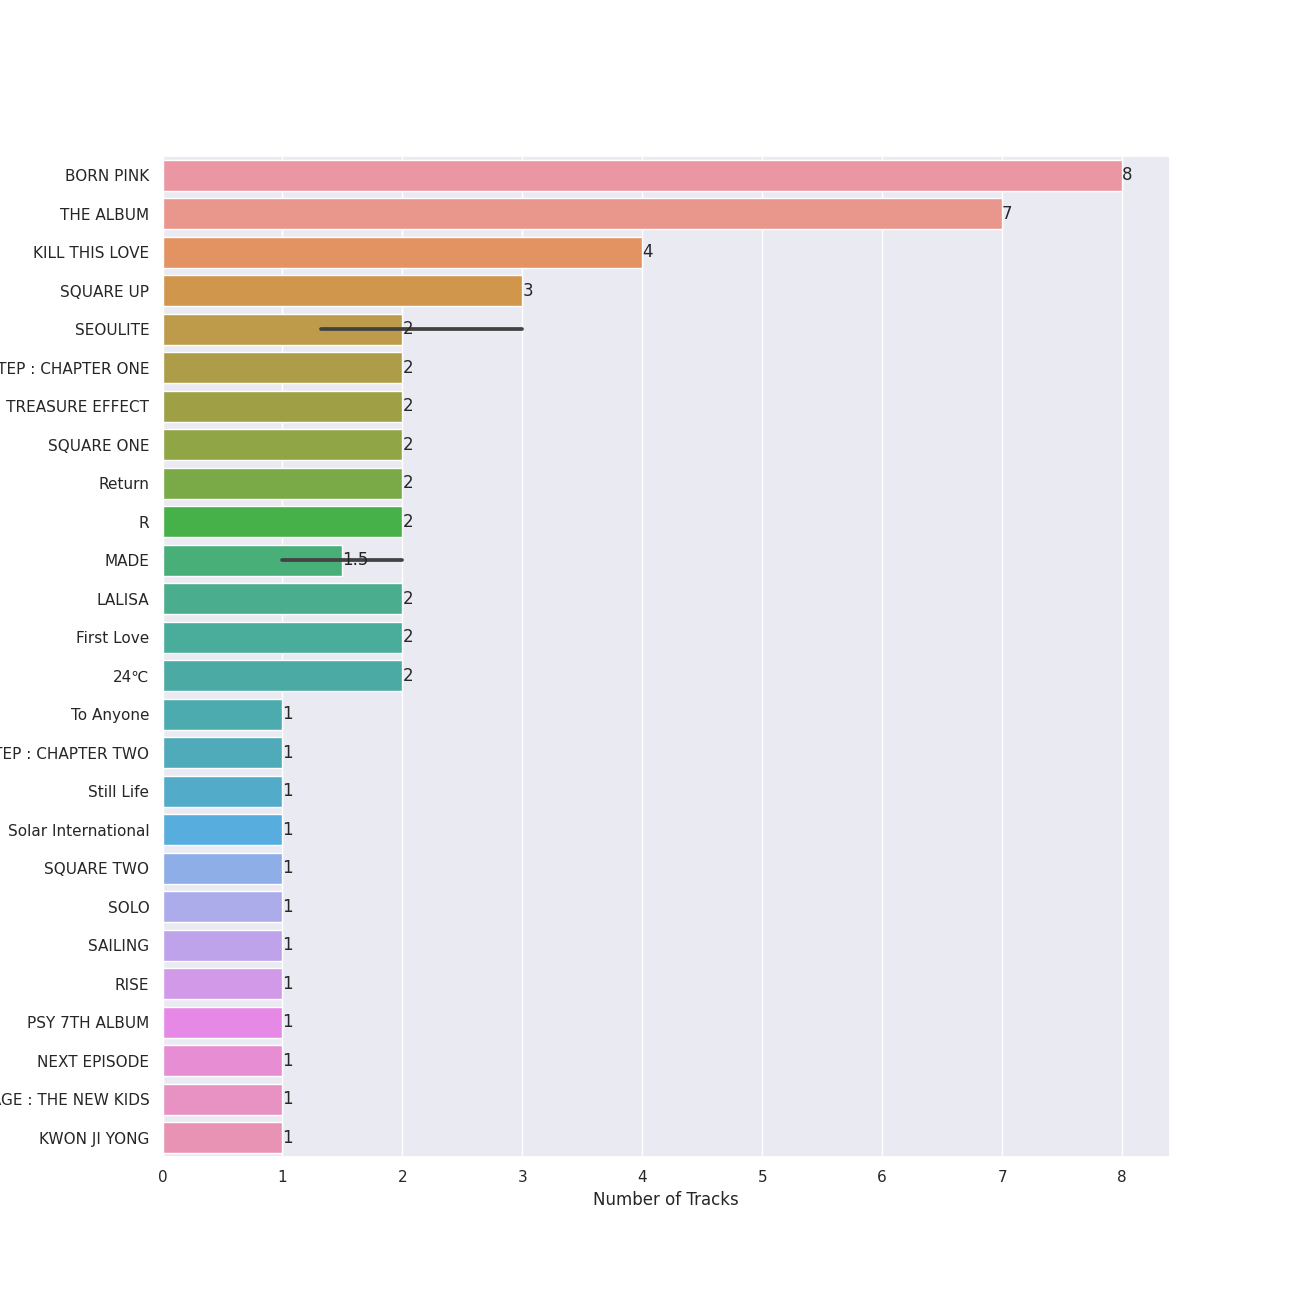 BORN PINK 8
THE ALBUM 7
KILL THIS LOVE 4
SQUARE UP 3
SEOULITE 2
TEP : CHAPTER ONE 2
TREASURE EFFECT 2
SQUARE ONE 2
Return 2
R 2
MADE 1.5
LALISA 2
First Love 2
24℃ 2
To Anyone 1
TEP : CHAPTER TWO 1
Still Life 1
Solar International 1
SQUARE TWO 1
SOLO 1
SAILING 1
RISE 1
PSY 7TH ALBUM 1
NEXT EPISODE 1
AGE : THE NEW KIDS 1
KWON JI YONG 1
0 1 2 3 4 5 6 7 8
Number of Tracks